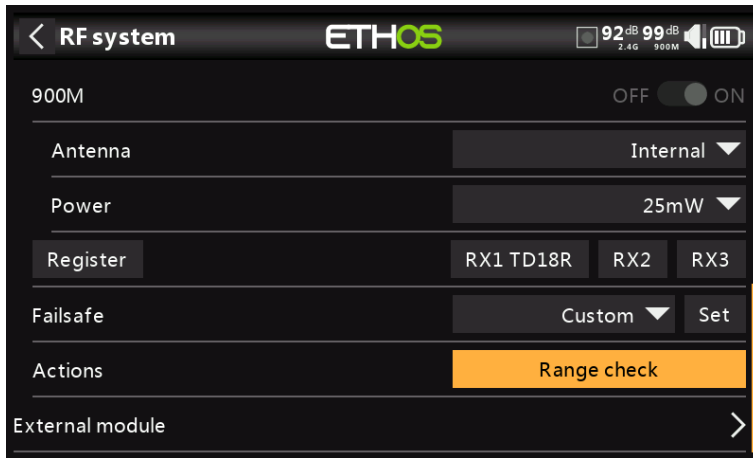 RF system ETHOS 92dB 2.4G 99dB 900M
900M OFF ON
Antenna Internal
Power 25mW
Register RX1 TD18R RX2 RX3
Failsafe Custom Set
Actions Range check
External module